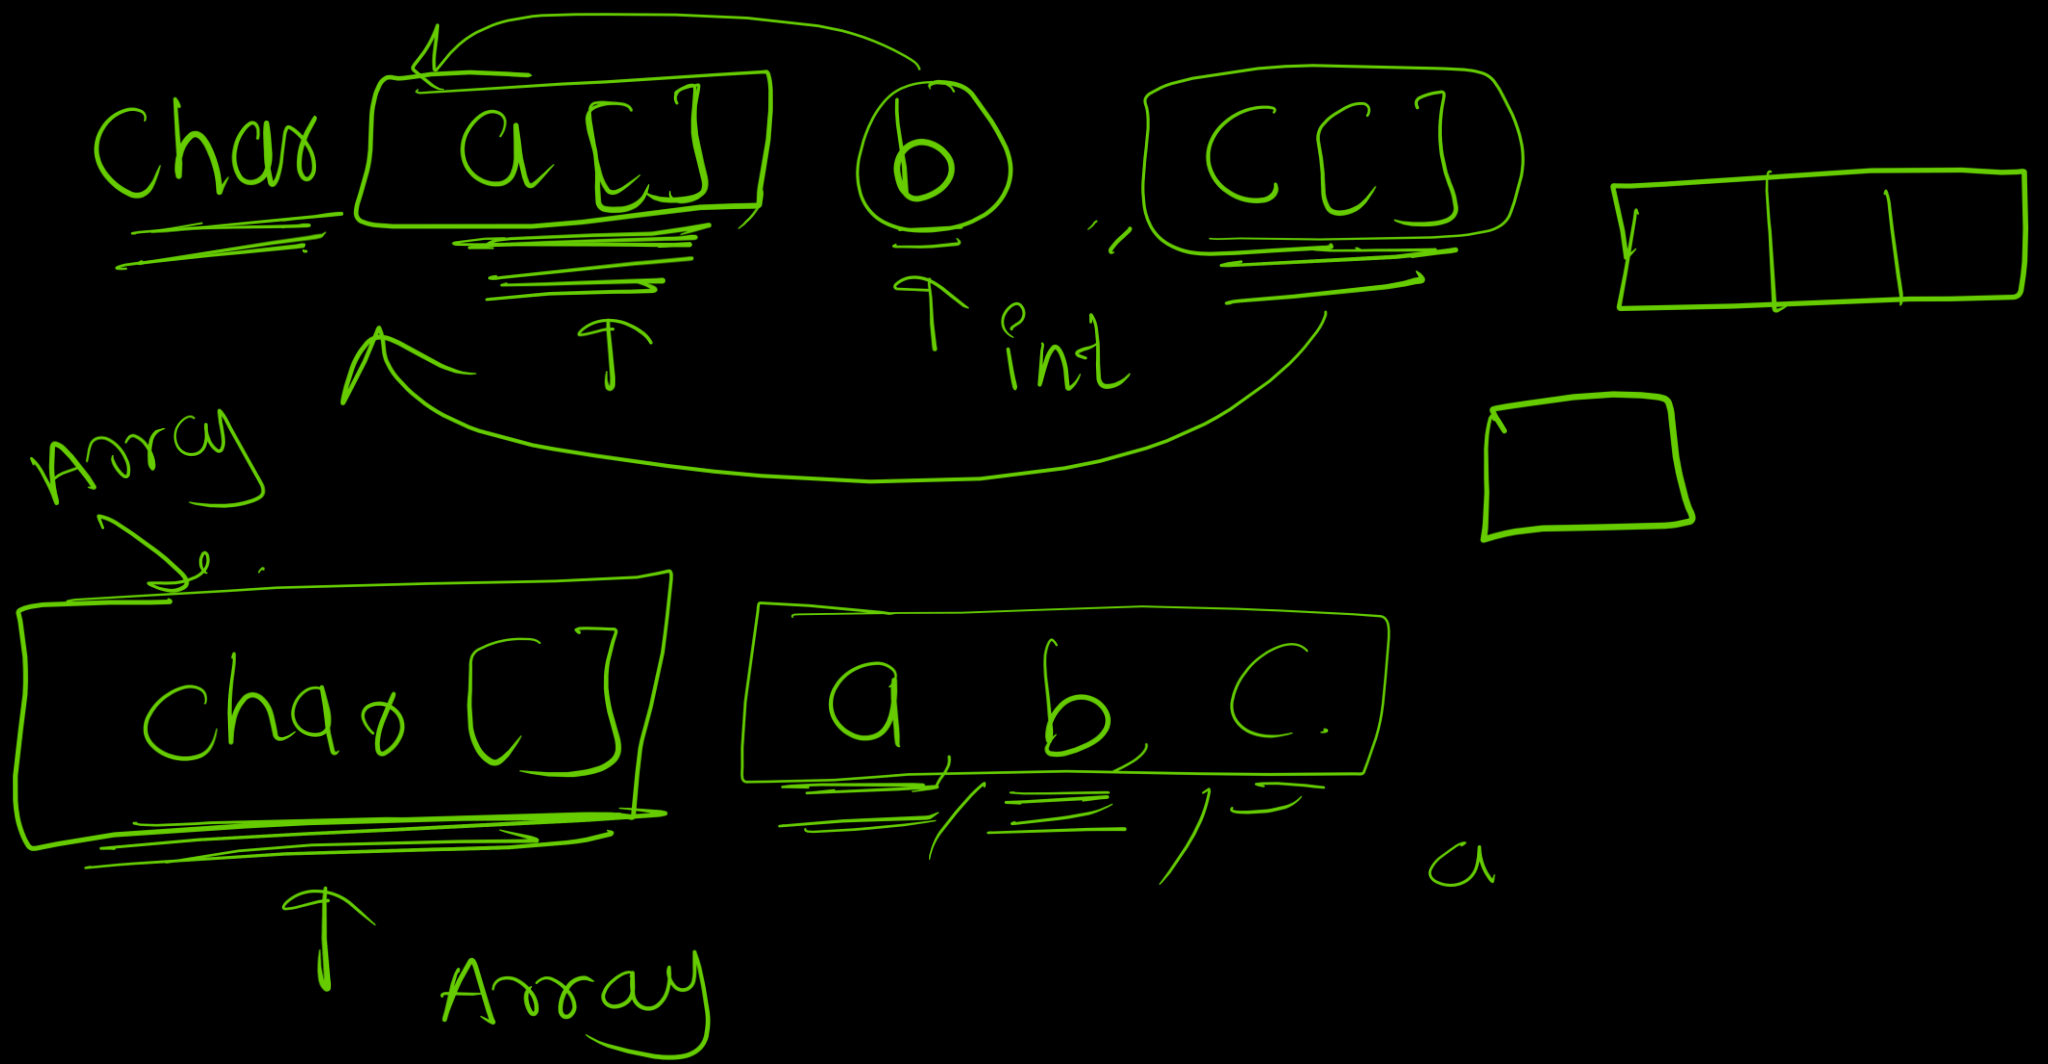 Char a[], b, C[]
int
Array
char[] a, b, c.
a
Array